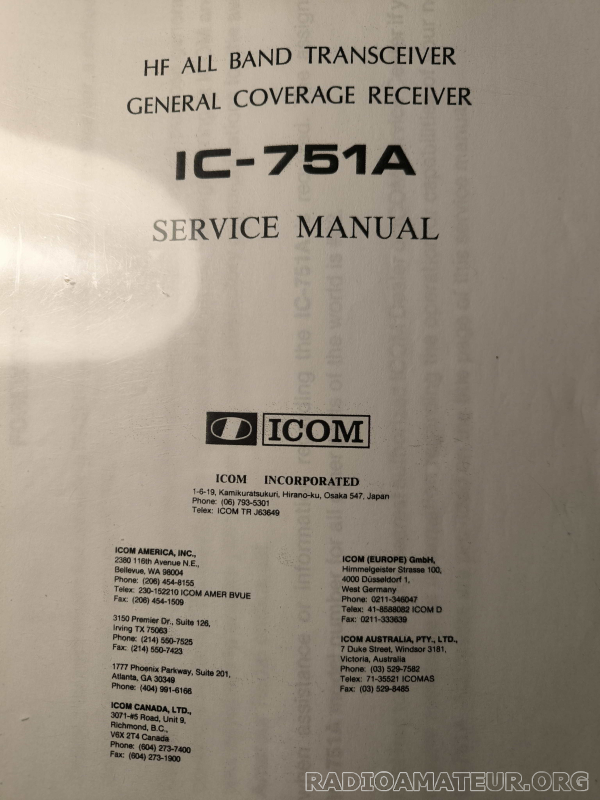 HF ALL BAND TRANSCEIVER
GENERAL COVERAGE RECEIVER
IC-751A
SERVICE MANUAL
ICOM
ICOM INCORPORATED
1-6-19, Kamikuratsukuri, Hirano-ku, Osaka 547, Japan
Phone: (06) 793-5301
Telex: ICOM TR J63649
ICOM AMERICA, INC.,
2380 116th Avenue N.E.,
Bellevue, WA 98004
Phone: (206) 454-8155
Telex: 230-152210 ICOM AMER BVUE
Fax: (206) 454-1509
3150 Premier Dr., Suite 126,
Irving TX 75063
Phone: (214) 550-7525
Fax: (214) 550-7423
1777 Phoenix Parkway, Suite 201,
Atlanta, GA 30349
Phone: (404) 991-6166
ICOM CANADA, LTD.,
3071-#5 Road, Unit 9,
Richmond, B.C.,
V6X 2T4 Canada
Phone: (604) 273-7400
Fax: (604) 273-1900
ICOM (EUROPE) GmbH,
Himmelgeister Strasse 100,
4000 Düsseldorf 1,
West Germany
Phone: 0211-346047
Telex: 41-8588082 ICOM D
Fax: 0211-333639
ICOM AUSTRALIA, PTY., LTD.,
7 Duke Street, Windsor 3181,
Victoria, Australia
Phone: (03) 529-7582
Telex: 71-35521 ICOMAS
Fax: (03) 529-8485
RADIOAMATEUR.ORG